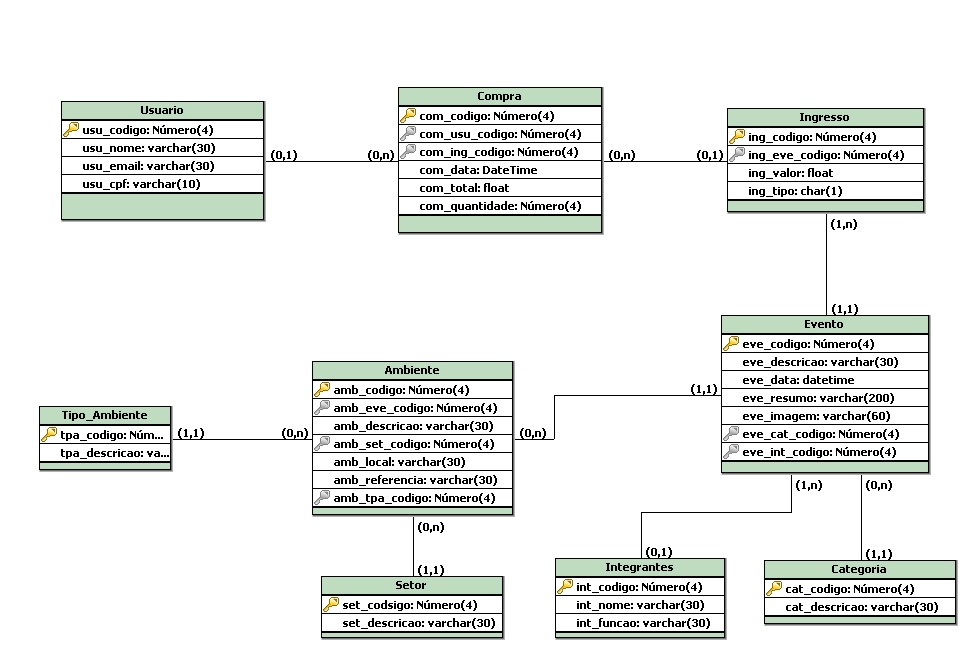 Usuario
usu_codigo: Número(4)
usu_nome: varchar(30)
usu_email: varchar(30)
usu_cpf: varchar(10)
(0,1)
(0,n)
Compra
com_codigo: Número(4)
com_usu_codigo: Número(4)
com_ing_codigo: Número(4)
com_data: DateTime
com_total: float
com_quantidade: Número(4)
(0,n)
(0,1)
Ingresso
ing_codigo: Número(4)
ing_eve_codigo: Número(4)
ing_valor: float
ing_tipo: char(1)
(1,n)
(1,1)
Evento
eve_codigo: Número(4)
eve_descricao: varchar(30)
eve_data: datetime
eve_resumo: varchar(200)
eve_imagem: varchar(60)
eve_cat_codigo: Número(4)
eve_int_codigo: Número(4)
(1,1)
(0,n)
Ambiente
amb_codigo: Número(4)
amb_eve_codigo: Número(4)
amb_descricao: varchar(30)
amb_set_codigo: Número(4)
amb_local: varchar(30)
amb_referencia: varchar(30)
amb_tpa_codigo: Número(4)
(0,n)
(1,1)
Tipo_Ambiente
tpa_codigo: Núm...
tpa_descricao: va...
(0,n)
(1,1)
Setor
set_codsigo: Número(4)
set_descricao: varchar(30)
(1,n)
(0,1)
Integrantes
int_codigo: Número(4)
int_nome: varchar(30)
int_funcao: varchar(30)
(0,n)
(1,1)
Categoria
cat_codigo: Número(4)
cat_descricao: varchar(30)